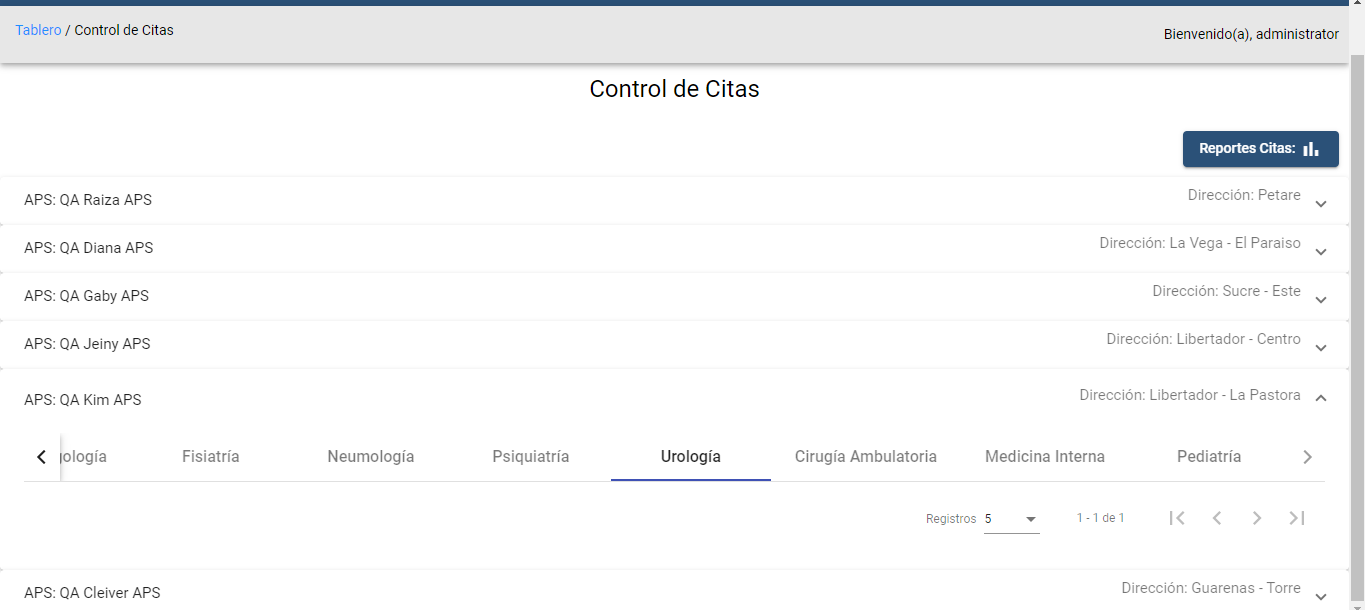 Tablero / Control de Citas
Bienvenido(a), administrator
Control de Citas
Reportes Citas:
APS: QA Raiza APS Dirección: Petare
APS: QA Diana APS Dirección: La Vega - El Paraiso
APS: QA Gaby APS Dirección: Sucre - Este
APS: QA Jeiny APS Dirección: Libertador - Centro
APS: QA Kim APS Dirección: Libertador - La Pastora
Fisiatría Neumología Psiquiatría Urología Cirugía Ambulatoria Medicina Interna Pediatría
Registros 5 1 - 1 de 1
APS: QA Cleiver APS Dirección: Guarenas - Torre